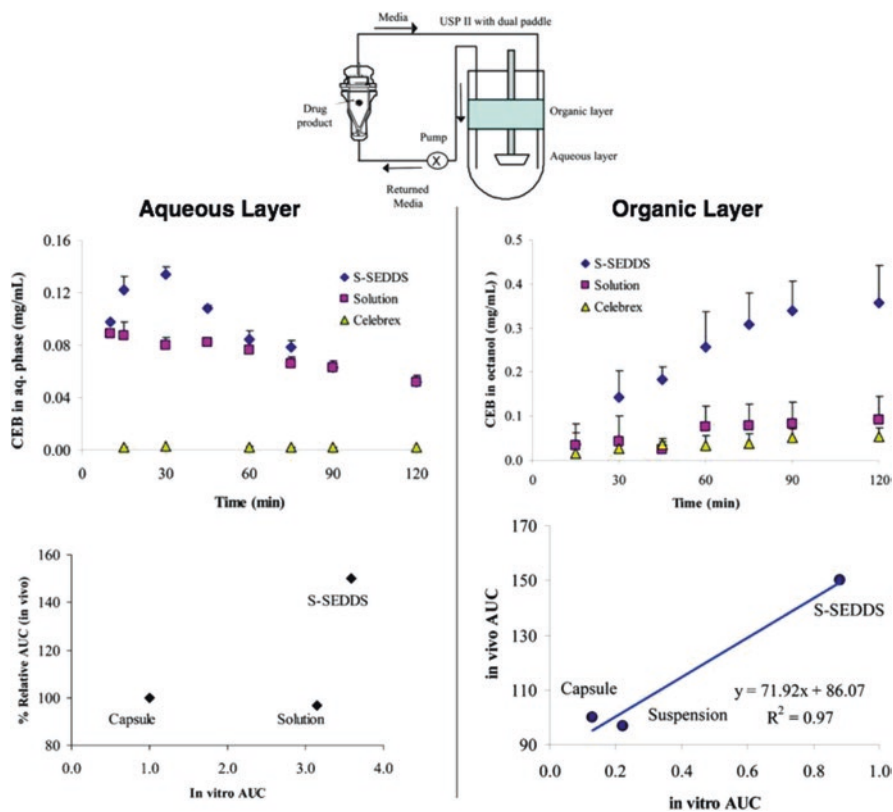 Media
USP II with dual paddle
Drug
product
Organic layer
Pump
X
Aqueous layer
Returned
Media
Aqueous Layer
CEB in aq. phase (mg/mL)
0.16
0.12
0.08
0.04
0.00
S-SEDDS
Solution
Celebrex
0
30
60
90
120
Time (min)
Organic Layer
CEB in octanol (mg/mL))
0.5
0.4
0.3
0.2
0.1
0.0
S-SEDDS
Solution
Celebrex
0
30
60
90
120
Time (min)
% Relative AUC (in vivo)
160
140
120
100
80
S-SEDDS
Capsule
Solution
0.0
1.0
2.0
3.0
4.0
In vitro AUC
in vivo AUC
170
150
130
110
90
S-SEDDS
Capsule
Suspension
y = 71.92x + 86.07
R² = 0.97
0.0
0.2
0.4
0.6
0.8
1.0
in vitro AUC